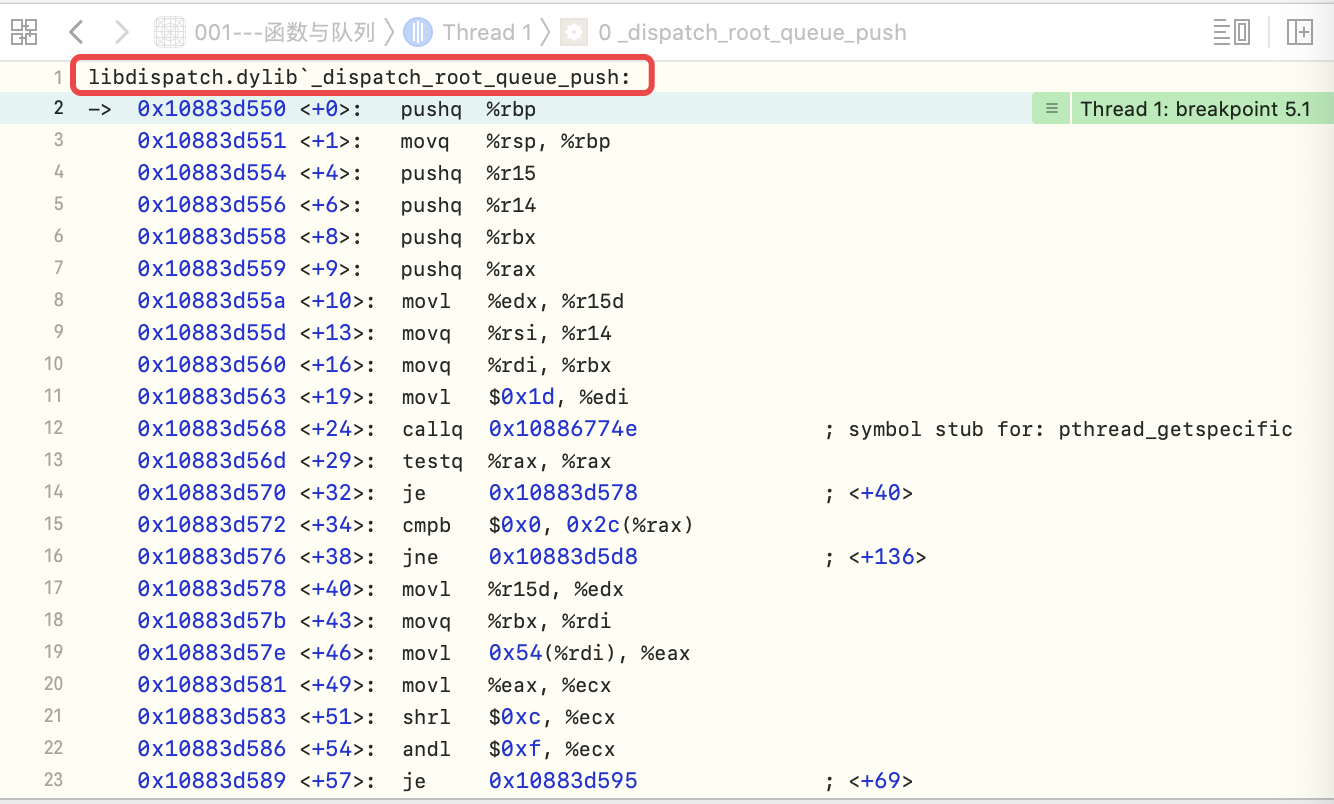 001---函数与队列 Thread 1 0 _dispatch_root_queue_push
1 libdispatch.dylib`_dispatch_root_queue_push:
2 -> 0x10883d550 <+0>: pushq %rbp Thread 1: breakpoint 5.1
3 0x10883d551 <+1>: movq %rsp, %rbp
4 0x10883d554 <+4>: pushq %r15
5 0x10883d556 <+6>: pushq %r14
6 0x10883d558 <+8>: pushq %rbx
7 0x10883d559 <+9>: pushq %rax
8 0x10883d55a <+10>: movl %edx, %r15d
9 0x10883d55d <+13>: movq %rsi, %r14
10 0x10883d560 <+16>: movq %rdi, %rbx
11 0x10883d563 <+19>: movl $0x1d, %edi
12 0x10883d568 <+24>: callq 0x10886774e ; symbol stub for: pthread_getspecific
13 0x10883d56d <+29>: testq %rax, %rax
14 0x10883d570 <+32>: je 0x10883d578 ; <+40>
15 0x10883d572 <+34>: cmpb $0x0, 0x2c(%rax)
16 0x10883d576 <+38>: jne 0x10883d5d8 ; <+136>
17 0x10883d578 <+40>: movl %r15d, %edx
18 0x10883d57b <+43>: movq %rbx, %rdi
19 0x10883d57e <+46>: movl 0x54(%rdi), %eax
20 0x10883d581 <+49>: movl %eax, %ecx
21 0x10883d583 <+51>: shrl $0xc, %ecx
22 0x10883d586 <+54>: andl $0xf, %ecx
23 0x10883d589 <+57>: je 0x10883d595 ; <+69>